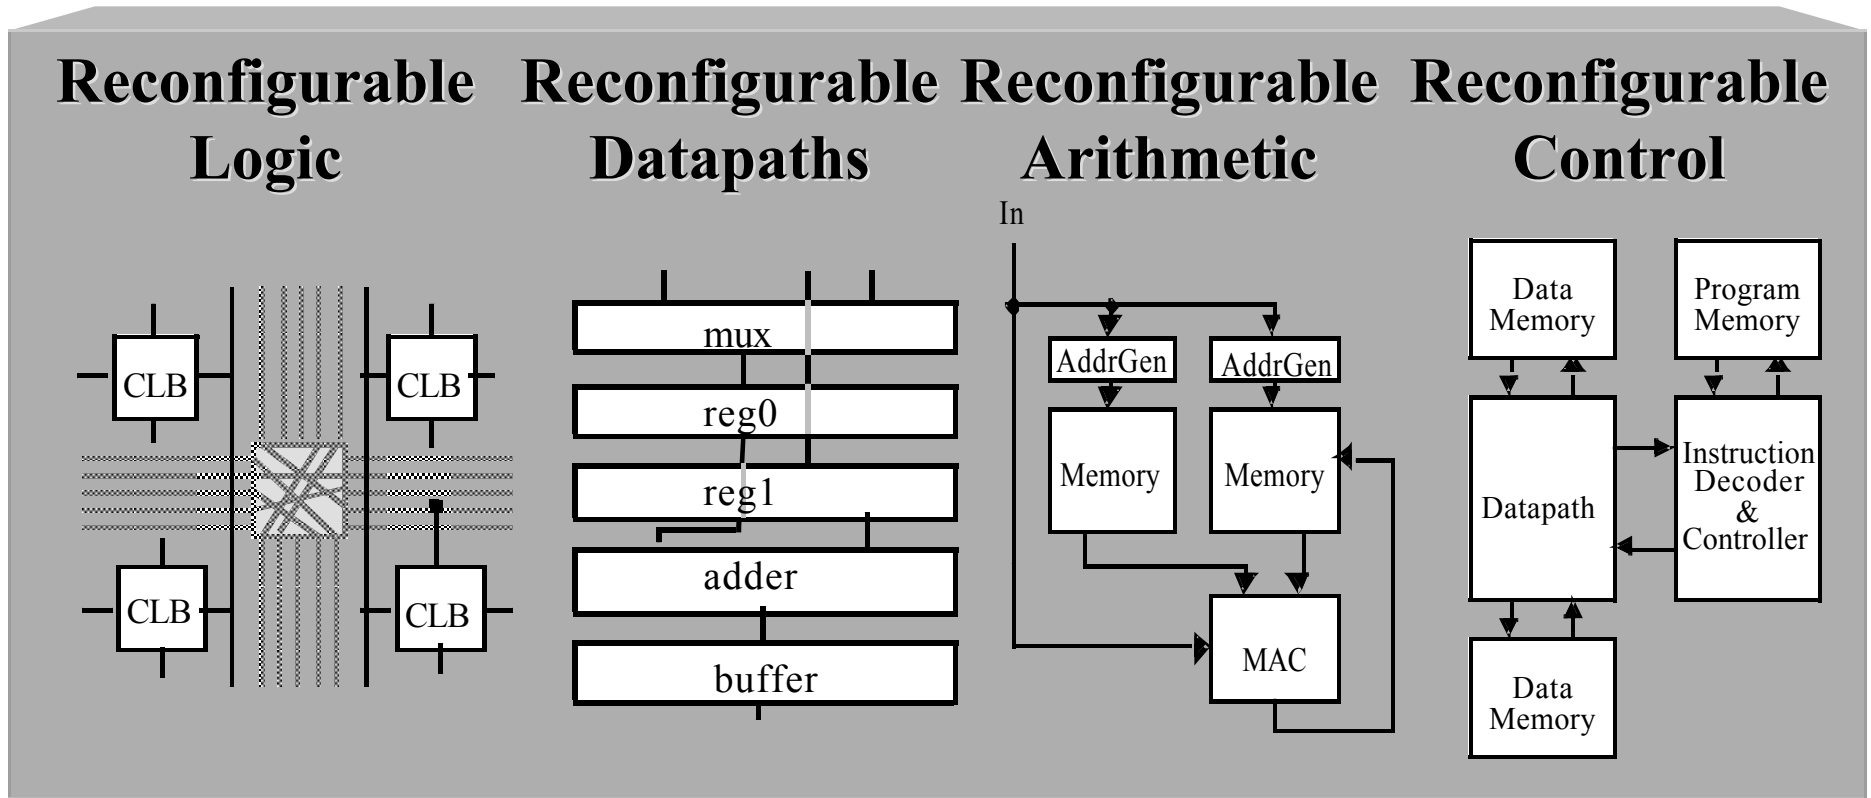 Reconfigurable
Logic
Reconfigurable
Datapaths
Reconfigurable
Arithmetic
Reconfigurable
Control
CLB
CLB
CLB
CLB
mux
reg0
reg1
adder
buffer
In
AddrGen
AddrGen
Memory
Memory
MAC
Data
Memory
Program
Memory
Datapath
Instruction
Decoder
&
Controller
Data
Memory